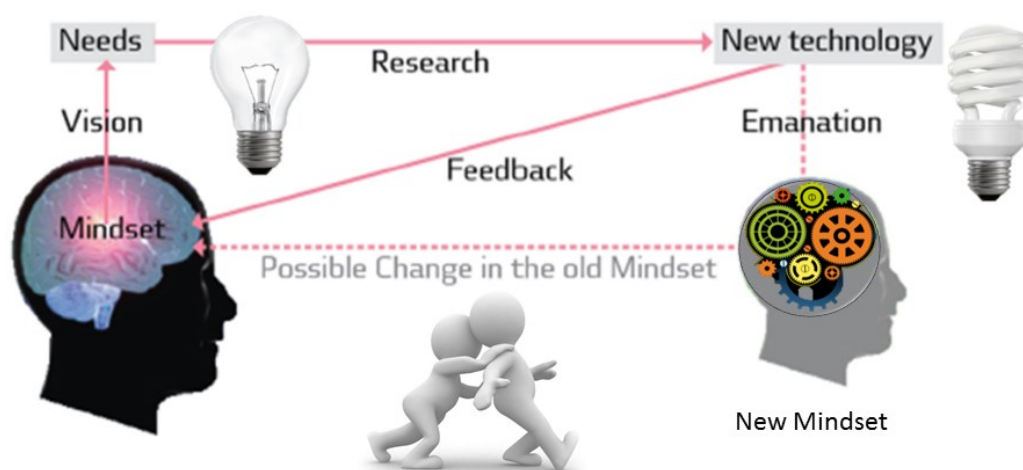 Needs
Research
New technology
Vision
Emanation
Feedback
Mindset
Possible Change in the old Mindset
New Mindset